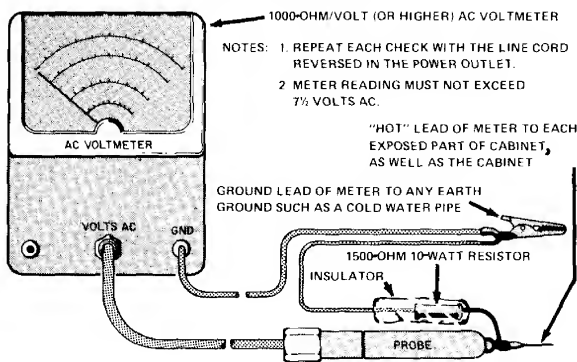 1000-OHM/VOLT (OR HIGHER) AC VOLTMETER
NOTES: 1. REPEAT EACH CHECK WITH THE LINE CORD
REVERSED IN THE POWER OUTLET.
2 METER READING MUST NOT EXCEED
7½ VOLTS AC.
"HOT" LEAD OF METER TO EACH
EXPOSED PART OF CABINET,
AS WELL AS THE CABINET
AC VOLTMETER
GROUND LEAD OF METER TO ANY EARTH
GROUND SUCH AS A COLD WATER PIPE
VOLTS AC
GND
1500-OHM 10-WATT RESISTOR
INSULATOR
PROBE